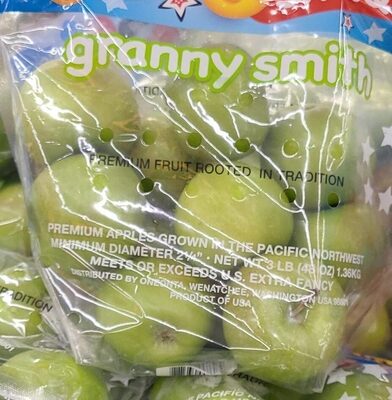 granny smith
PREMIUM FRUIT ROOTED IN TRADITION
PREMIUM APPLES GROWN IN THE PACIFIC NORTHWEST
MINIMUM DIAMETER 2¼" • NET WT 3 LB (48 OZ) 1.36KG
MEETS OR EXCEEDS U.S. EXTRA FANCY
DISTRIBUTED BY ONEONTA, WENATCHEE, WASHINGTON USA 98801
PRODUCT OF USA
TRADITION